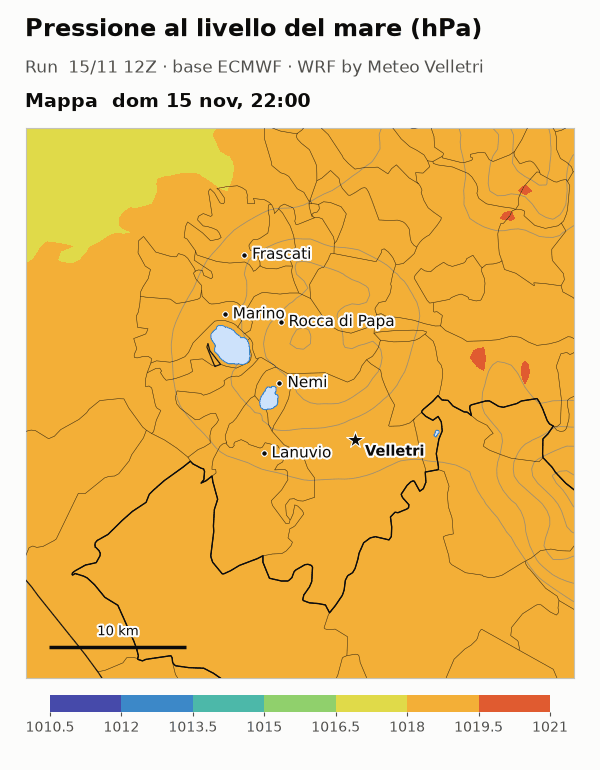 Pressione al livello del mare (hPa)
Run  15/11 12Z · base ECMWF · WRF by Meteo Velletri
Mappa  dom 15 nov, 22:00
Frascati
Marino
Rocca di Papa
Nemi
Velletri
Lanuvio
10 km
1010.5 1012 1013.5 1015 1016.5 1018 1019.5 1021